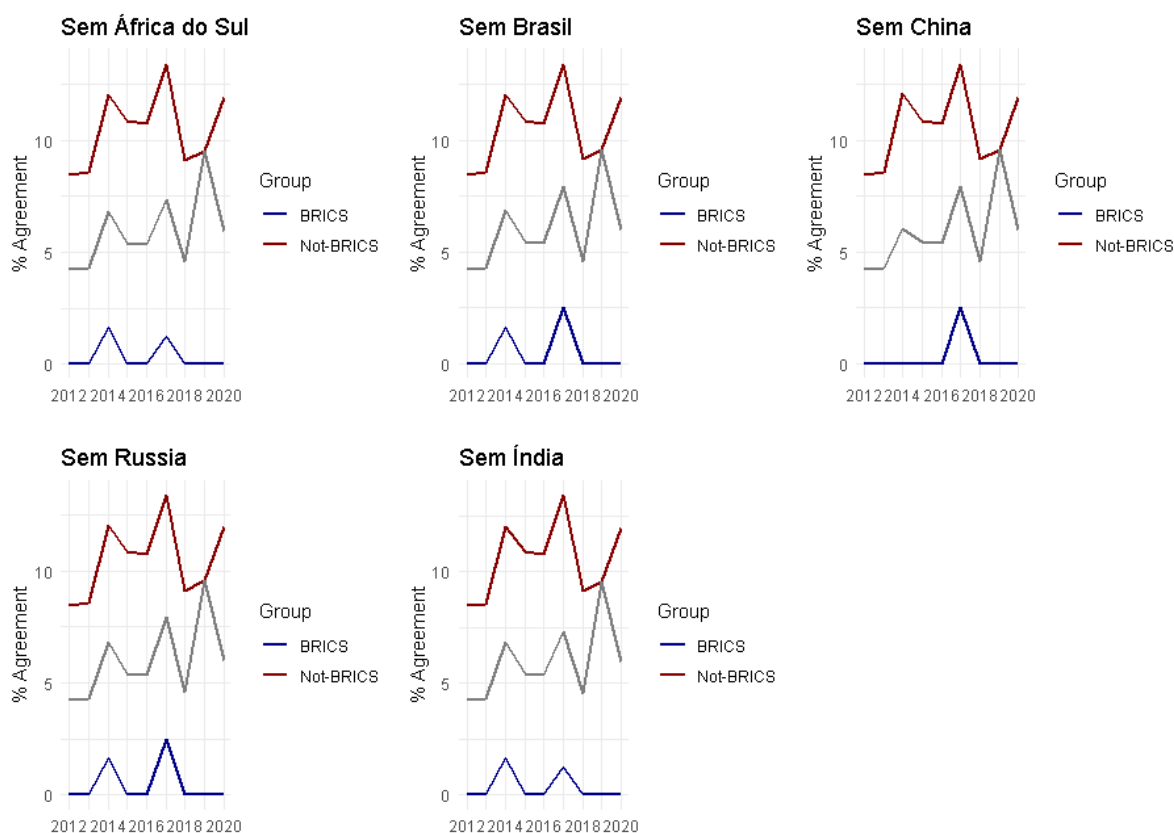 Sem África do Sul
% Agreement
10
5
0
2012 2014 2016 2018 2020
Group
BRICS
Not-BRICS
Sem Brasil
% Agreement
10
5
0
2012 2014 2016 2018 2020
Group
BRICS
Not-BRICS
Sem China
% Agreement
10
5
0
2012 2014 2016 2018 2020
Group
BRICS
Not-BRICS
Sem Russia
% Agreement
10
5
0
2012 2014 2016 2018 2020
Group
BRICS
Not-BRICS
Sem Índia
% Agreement
10
5
0
2012 2014 2016 2018 2020
Group
BRICS
Not-BRICS